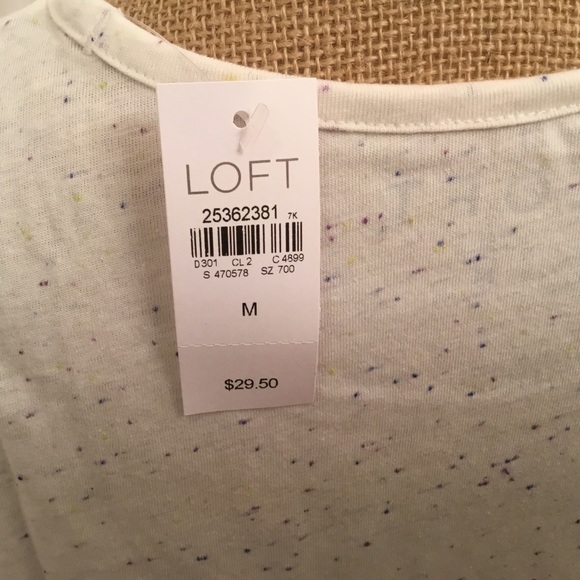 LOFT
25362381 7K
D301 CL 2 C 4899
S 470578 SZ 700
M
$29.50